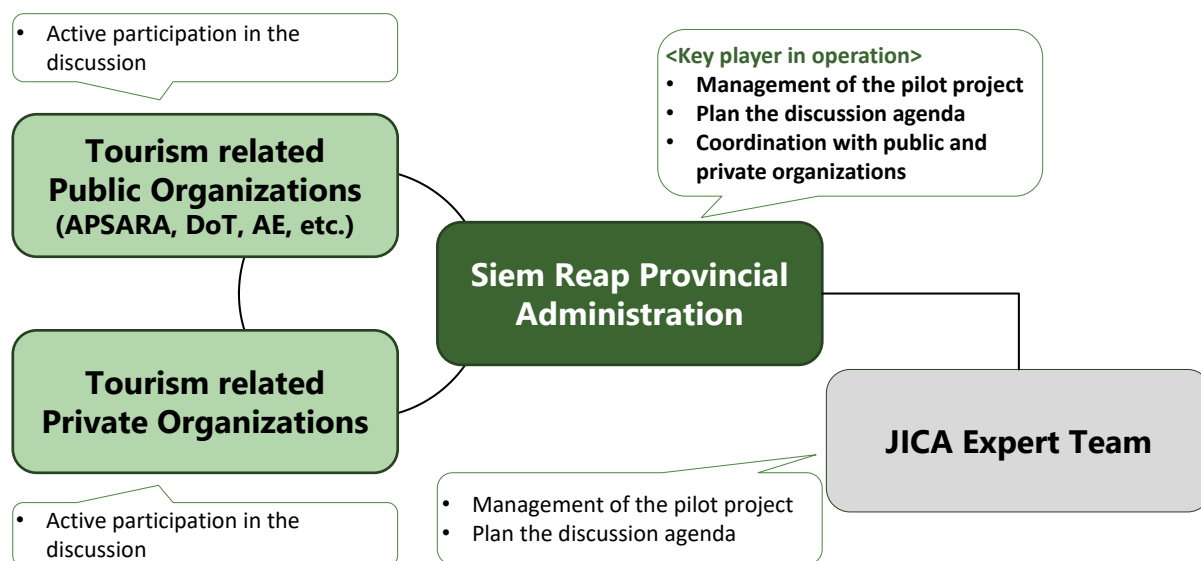 • Active participation in the
discussion
<Key player in operation>
• Management of the pilot project
• Plan the discussion agenda
• Coordination with public and
private organizations
Tourism related
Public Organizations
(APSARA, DoT, AE, etc.)
Siem Reap Provincial
Administration
Tourism related
Private Organizations
JICA Expert Team
• Management of the pilot project
• Plan the discussion agenda
• Active participation in the
discussion